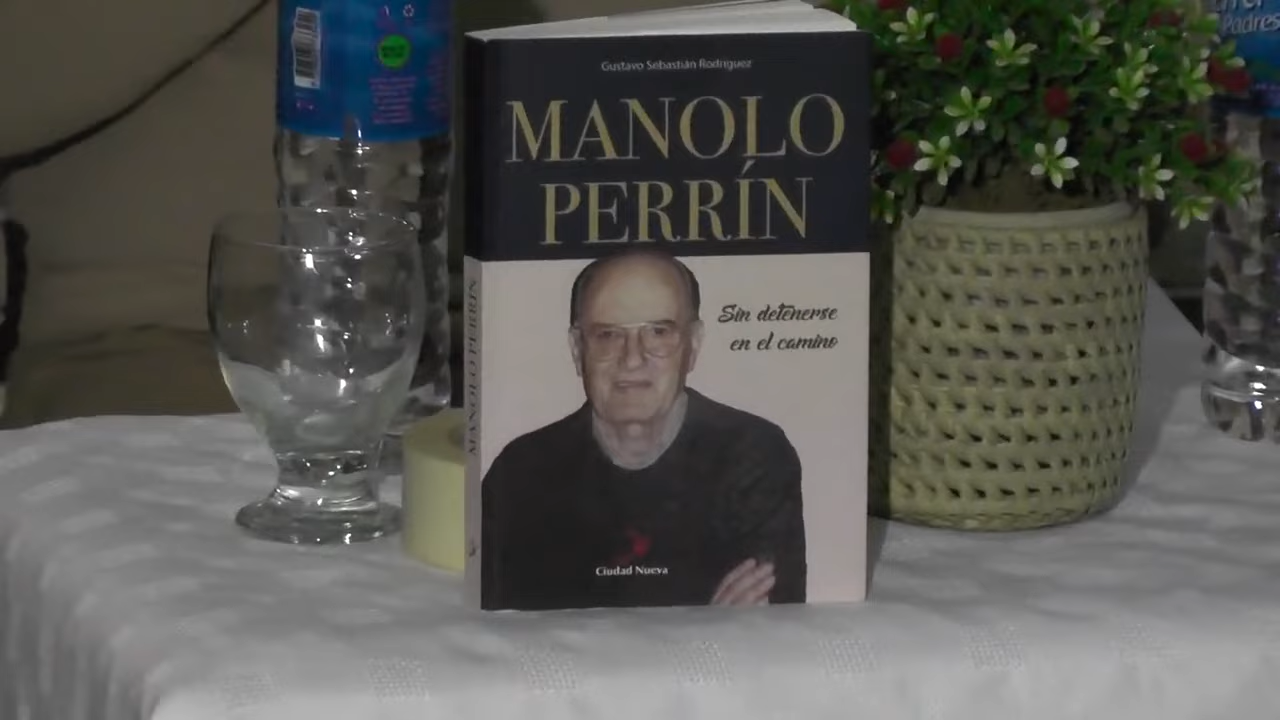 Gustavo Sebastián Rodriguez
MANOLO
PERRÍN
Sin detenerse
en el camino
Ciudad Nueva
MANOLO PERRÍN
Padres